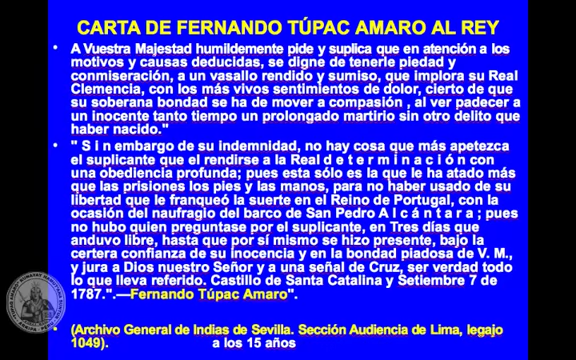 CARTA DE FERNANDO TÚPAC AMARO AL REY
• A Vuestra Majestad humildemente pide y suplica que en atención a los
motivos y causas deducidas, se digne de tenerle piedad y
conmiseración, a un vasallo rendido y sumiso, que implora su Real
Clemencia, con los más vivos sentimientos de dolor, cierto de que
su soberana bondad se ha de mover a compasión , al ver padecer a
un inocente tanto tiempo un prolongado martirio sin otro delito que
haber nacido."
• " S i n embargo de su indemnidad, no hay cosa que más apetezca
el suplicante que el rendirse a la Real d e t e r m i n a c i ó n con
una obediencia profunda; pues esta sólo es la que le ha atado más
que las prisiones los pies y las manos, para no haber usado de su
libertad que le franqueó la suerte en el Reino de Portugal, con la
ocasión del naufragio del barco de San Pedro A l c á n t a r a ; pues
no hubo quien preguntase por el suplicante, en Tres días que
anduvo libre, hasta que por sí mismo se hizo presente, bajo la
certera confianza de su inocencia y en la bondad piadosa de V. M.,
y jura a Dios nuestro Señor y a una señal de Cruz, ser verdad todo
lo que lleva referido. Castillo de Santa Catalina y Setiembre 7 de
1787.".—Fernando Túpac Amaro".
• (Archivo General de Indias de Sevilla. Sección Audiencia de Lima, legajo
1049). a los 15 años